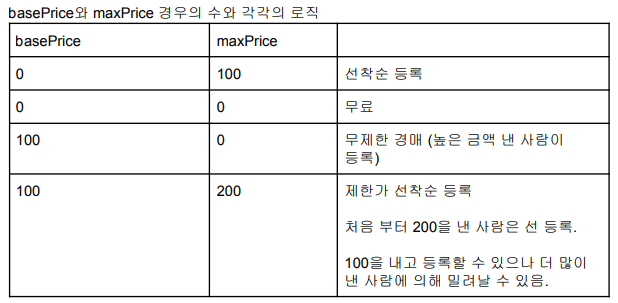 basePrice와 maxPrice 경우의 수와 각각의 로직
basePrice maxPrice
0 100 선착순 등록
0 0 무료
100 0 무제한 경매 (높은 금액 낸 사람이
등록)
100 200 제한가 선착순 등록
처음 부터 200을 낸 사람은 선 등록.
100을 내고 등록할 수 있으나 더 많이
낸 사람에 의해 밀려날 수 있음.